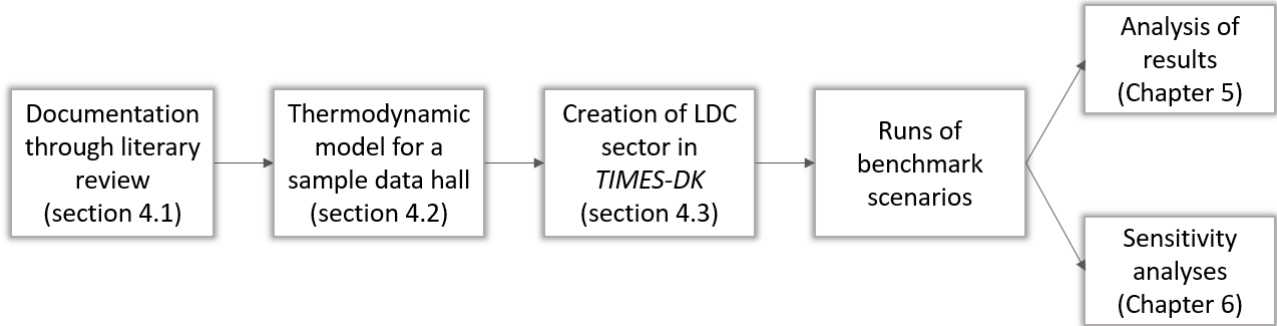 Documentation
through literary
review
(section 4.1)
Thermodynamic
model for a
sample data hall
(section 4.2)
Creation of LDC
sector in
TIMES-DK
(section 4.3)
Runs of
benchmark
scenarios
Analysis of
results
(Chapter 5)
Sensitivity
analyses
(Chapter 6)